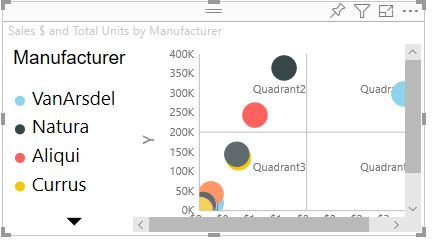 Sales $ and Total Units by Manufacturer
Manufacturer
VanArsdel
Natura
Aliqui
Currus
Y
400K
350K
300K
250K
200K
150K
100K
50K
0K
Quadrant2
Quadrant3